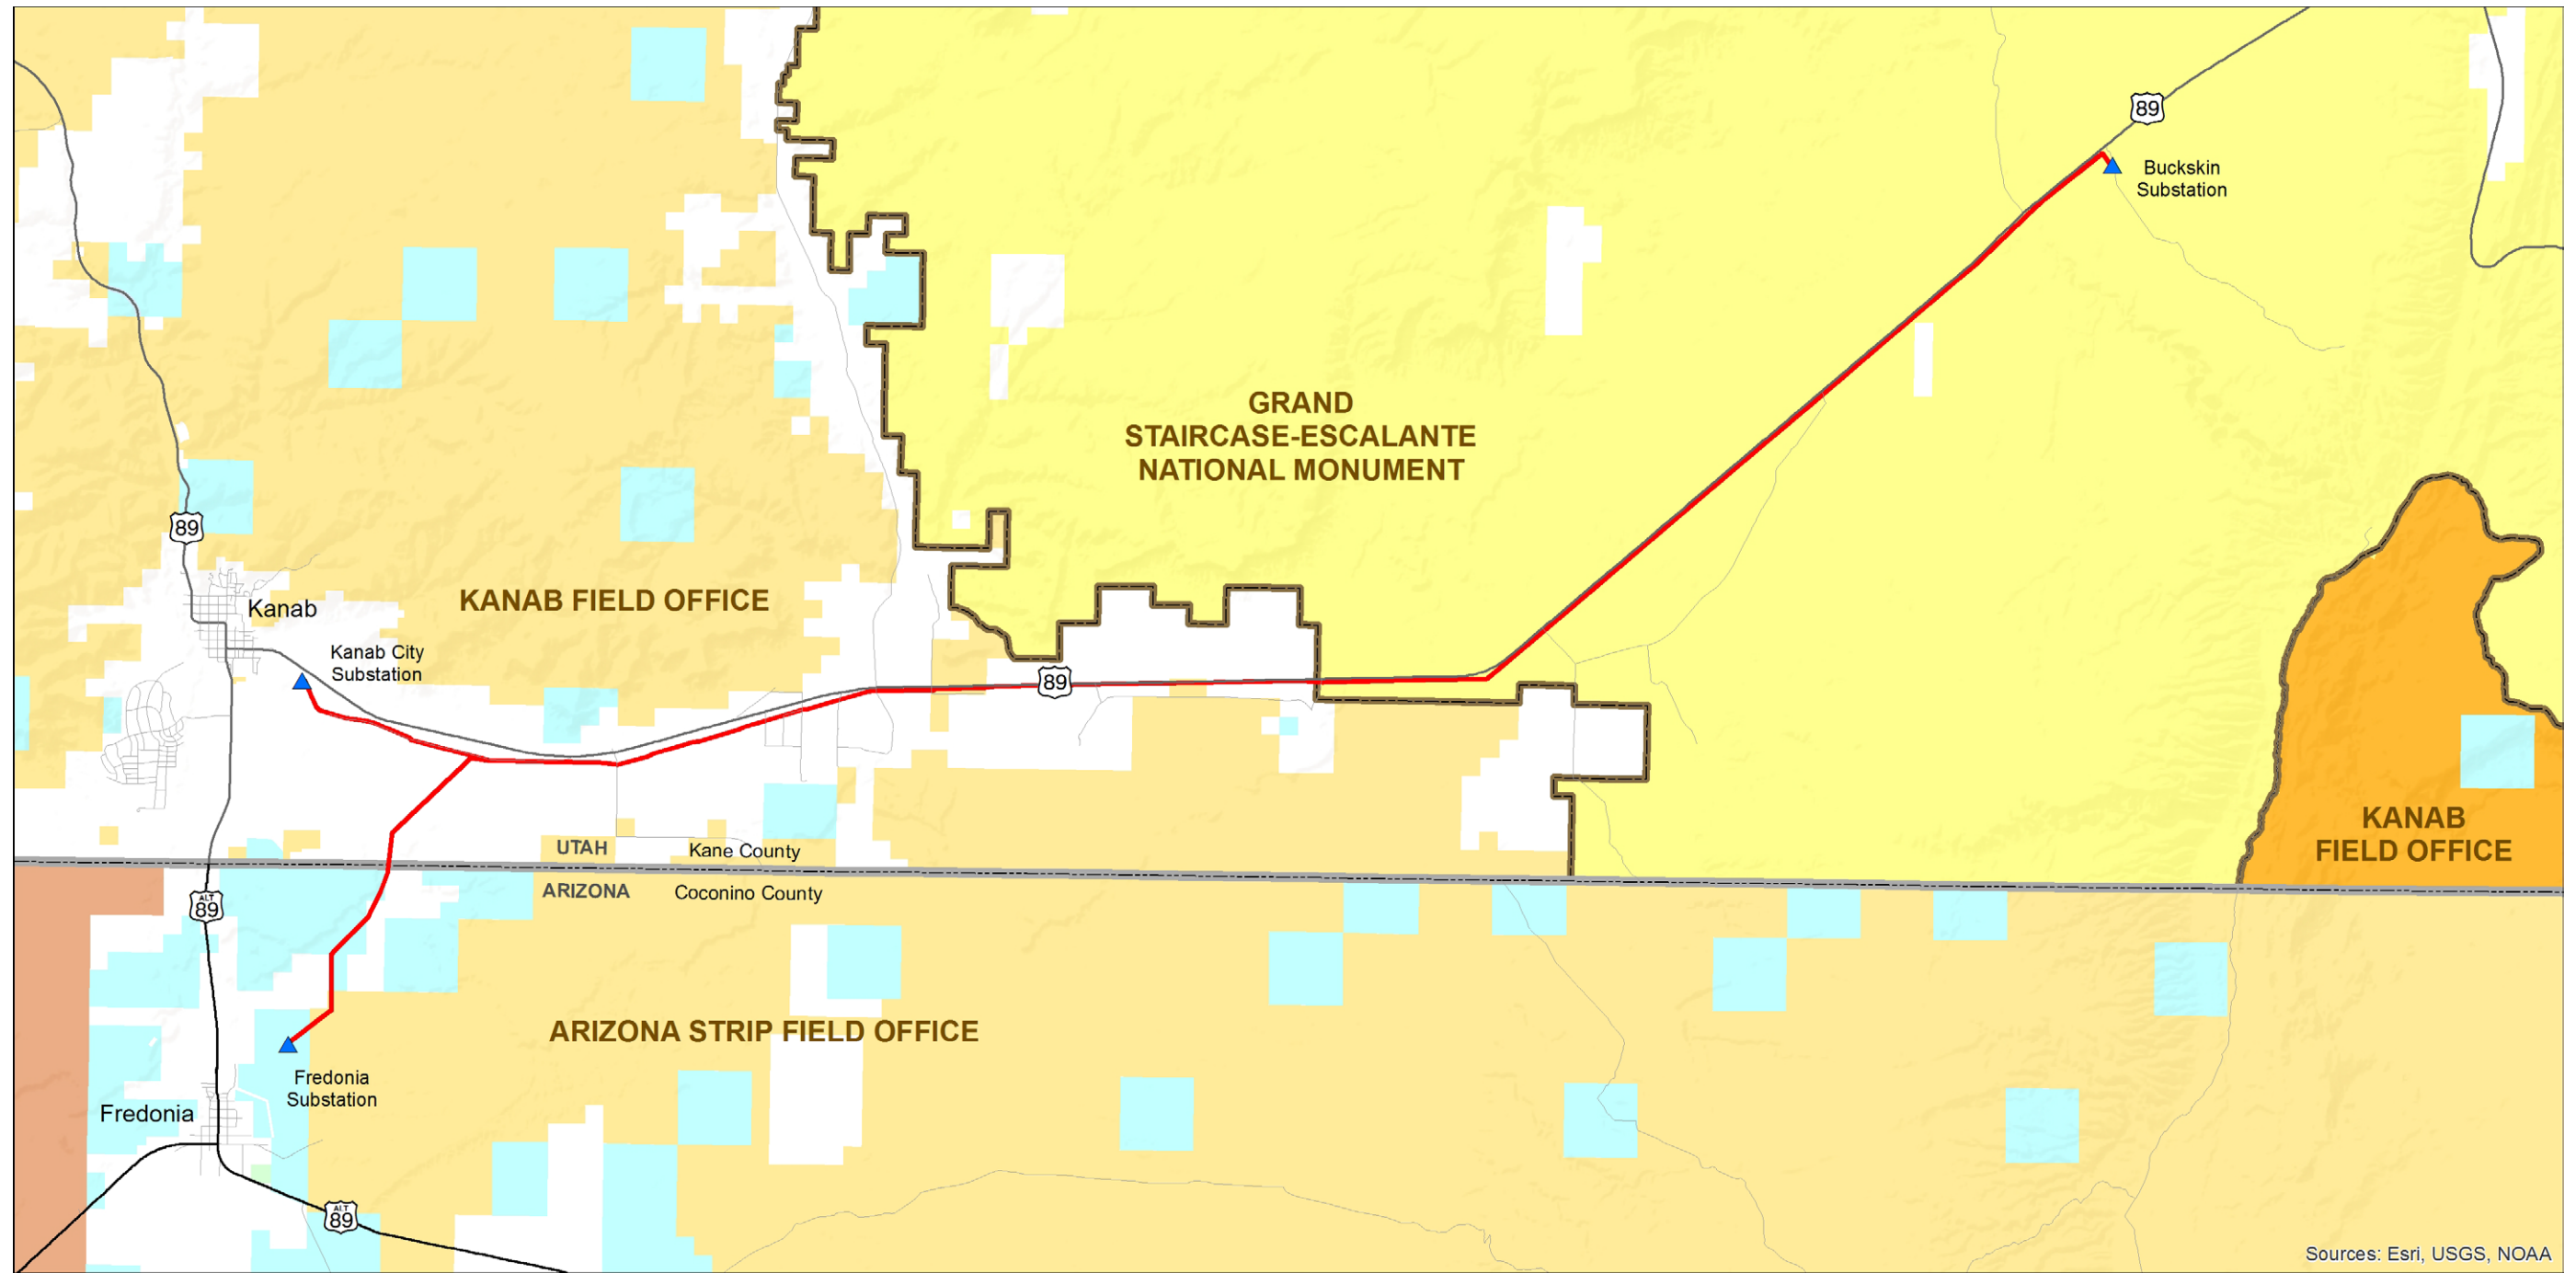 89
Buckskin
Substation
GRAND
STAIRCASE-ESCALANTE
NATIONAL MONUMENT
89
Kanab
KANAB FIELD OFFICE
Kanab City
Substation
89
KANAB
FIELD OFFICE
UTAH
Kane County
ARIZONA
Coconino County
ALT
89
ARIZONA STRIP FIELD OFFICE
Fredonia
Substation
Fredonia
ALT
89
Sources: Esri, USGS, NOAA